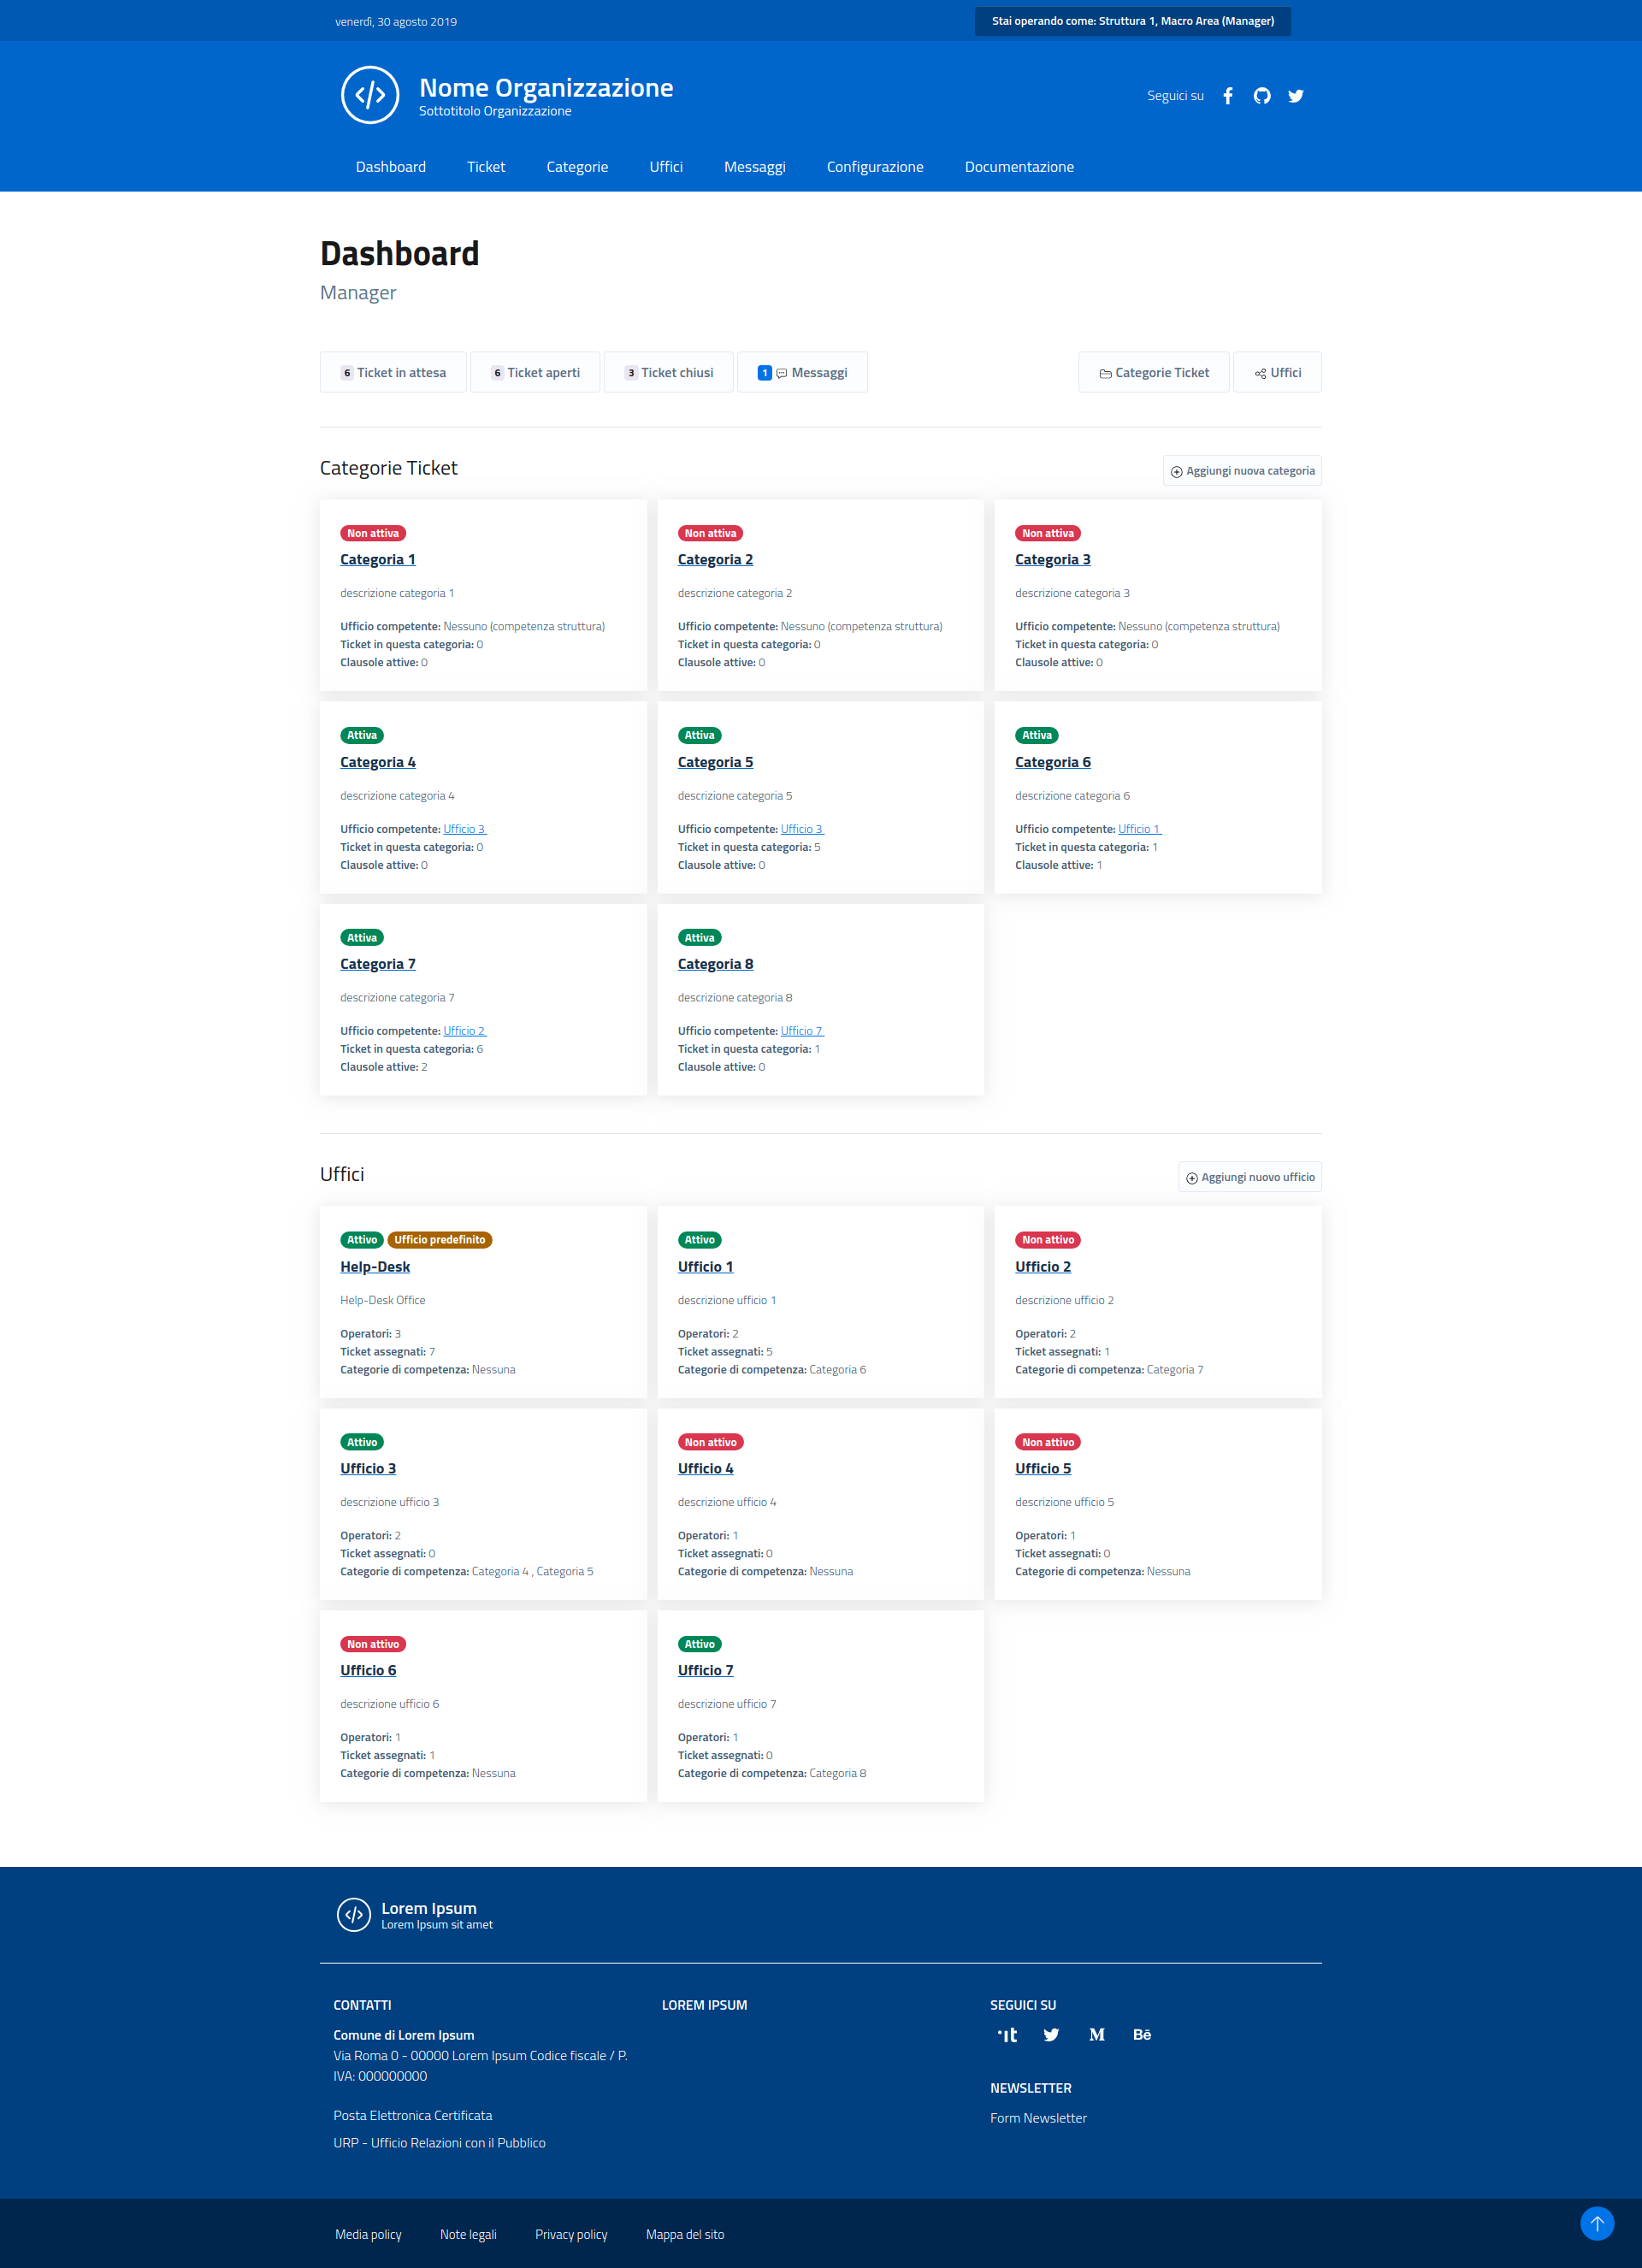 venerdì, 30 agosto 2019
Stai operando come: Struttura 1, Macro Area (Manager)
Nome Organizzazione
Sottotitolo Organizzazione
Seguici su
Dashboard Ticket Categorie Uffici Messaggi Configurazione Documentazione
Dashboard
Manager
6 Ticket in attesa 6 Ticket aperti 3 Ticket chiusi 1 Messaggi Categorie Ticket Uffici
Categorie Ticket
Aggiungi nuova categoria
Non attiva
Categoria 1
descrizione categoria 1
Ufficio competente: Nessuno (competenza struttura)
Ticket in questa categoria: 0
Clausole attive: 0
Non attiva
Categoria 2
descrizione categoria 2
Ufficio competente: Nessuno (competenza struttura)
Ticket in questa categoria: 0
Clausole attive: 0
Non attiva
Categoria 3
descrizione categoria 3
Ufficio competente: Nessuno (competenza struttura)
Ticket in questa categoria: 0
Clausole attive: 0
Attiva
Categoria 4
descrizione categoria 4
Ufficio competente: Ufficio 3
Ticket in questa categoria: 0
Clausole attive: 0
Attiva
Categoria 5
descrizione categoria 5
Ufficio competente: Ufficio 3
Ticket in questa categoria: 5
Clausole attive: 0
Attiva
Categoria 6
descrizione categoria 6
Ufficio competente: Ufficio 1
Ticket in questa categoria: 1
Clausole attive: 1
Attiva
Categoria 7
descrizione categoria 7
Ufficio competente: Ufficio 2
Ticket in questa categoria: 6
Clausole attive: 2
Attiva
Categoria 8
descrizione categoria 8
Ufficio competente: Ufficio 7
Ticket in questa categoria: 1
Clausole attive: 0
Uffici
Aggiungi nuovo ufficio
Attivo Ufficio predefinito
Help-Desk
Help-Desk Office
Operatori: 3
Ticket assegnati: 7
Categorie di competenza: Nessuna
Attivo
Ufficio 1
descrizione ufficio 1
Operatori: 2
Ticket assegnati: 5
Categorie di competenza: Categoria 6
Non attivo
Ufficio 2
descrizione ufficio 2
Operatori: 2
Ticket assegnati: 1
Categorie di competenza: Categoria 7
Attivo
Ufficio 3
descrizione ufficio 3
Operatori: 2
Ticket assegnati: 0
Categorie di competenza: Categoria 4 , Categoria 5
Non attivo
Ufficio 4
descrizione ufficio 4
Operatori: 1
Ticket assegnati: 0
Categorie di competenza: Nessuna
Non attivo
Ufficio 5
descrizione ufficio 5
Operatori: 1
Ticket assegnati: 0
Categorie di competenza: Nessuna
Non attivo
Ufficio 6
descrizione ufficio 6
Operatori: 1
Ticket assegnati: 1
Categorie di competenza: Nessuna
Attivo
Ufficio 7
descrizione ufficio 7
Operatori: 1
Ticket assegnati: 0
Categorie di competenza: Categoria 8
Lorem Ipsum
Lorem Ipsum sit amet
CONTATTI
Comune di Lorem Ipsum
Via Roma 0 - 00000 Lorem Ipsum Codice fiscale / P.
IVA: 000000000
Posta Elettronica Certificata
URP - Ufficio Relazioni con il Pubblico
LOREM IPSUM
SEGUICI SU
it M Bē
NEWSLETTER
Form Newsletter
Media policy Note legali Privacy policy Mappa del sito